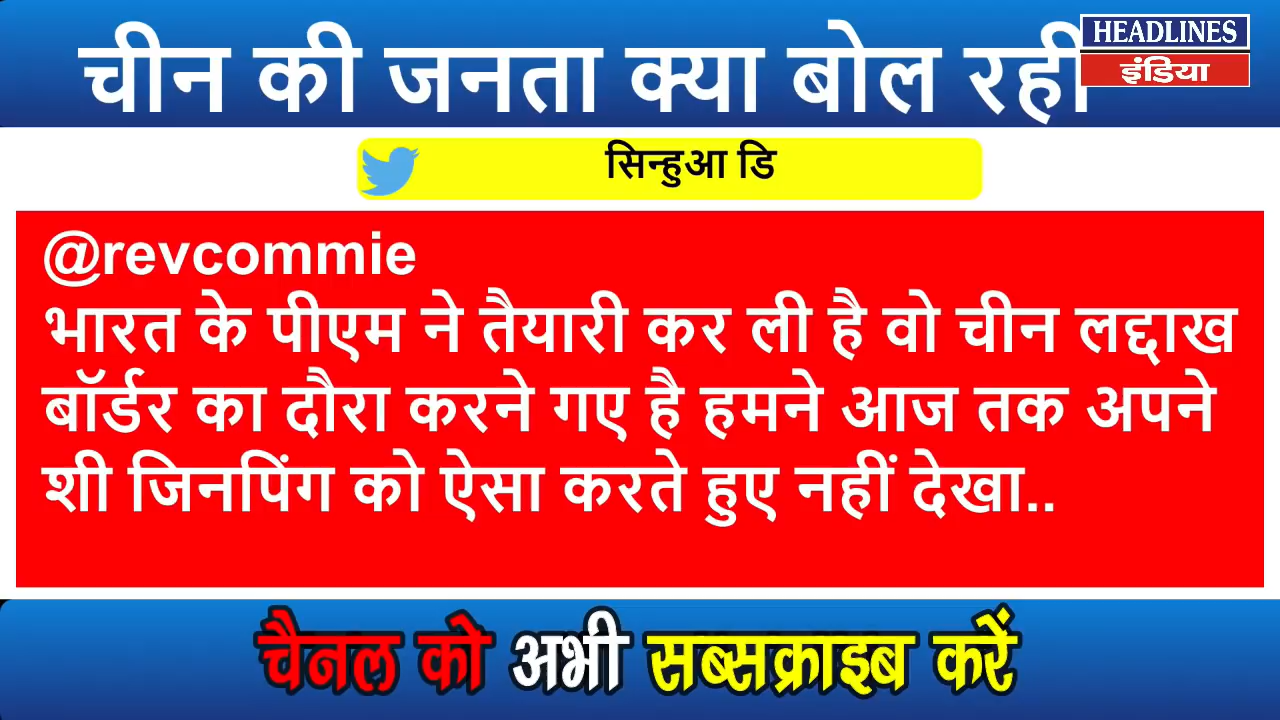 चीन की जनता क्या बोल रही
HEADLINES
इंडिया
सिन्हुआ डि
@revcommie
भारत के पीएम ने तैयारी कर ली है वो चीन लद्दाख
बॉर्डर का दौरा करने गए है हमने आज तक अपने
शी जिनपिंग को ऐसा करते हुए नहीं देखा..
चैनल को अभी सब्सक्राइब करें